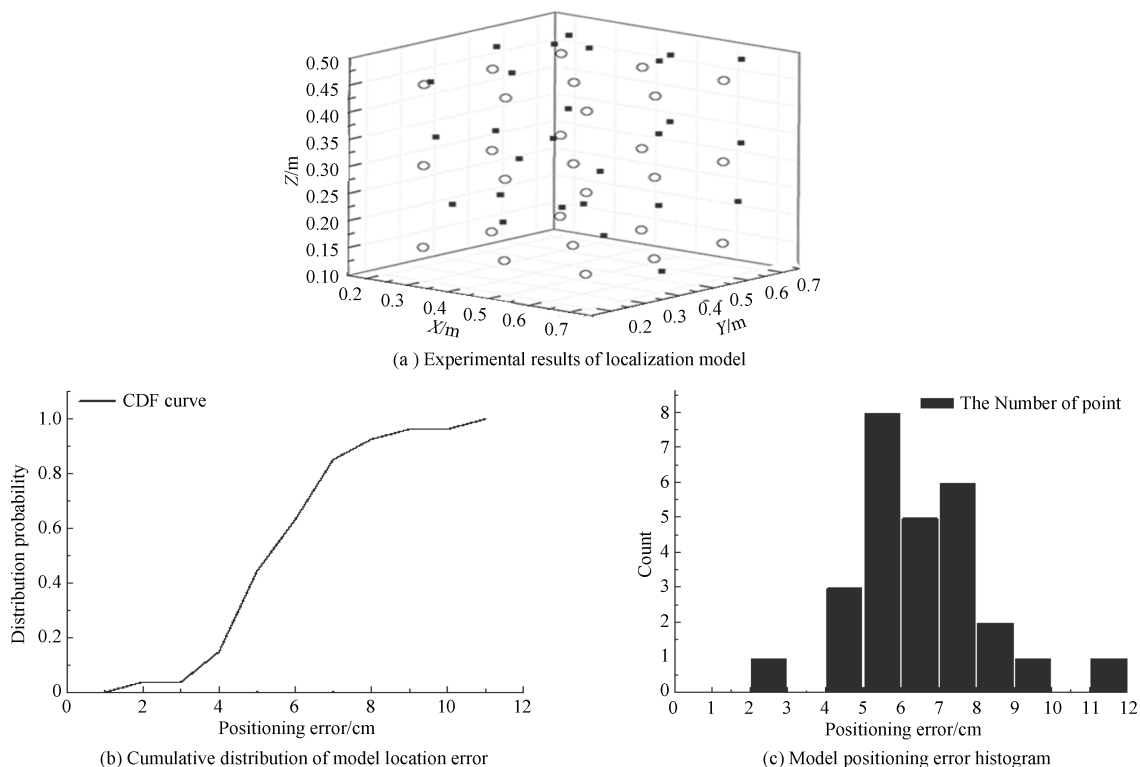 0.50
0.45
0.40
0.35
0.30
0.25
0.20
0.15
0.10
Z/m
0.2 0.3 0.4 0.5 0.6 0.7
X/m
0.2 0.3 0.4 0.5 0.6 0.7
Y/m
(a ) Experimental results of localization model
CDF curve
1.0
0.8
0.6
0.4
0.2
0
Distribution probability
0 2 4 6 8 10 12
Positioning error/cm
(b) Cumulative distribution of model location error
The Number of point
8
7
6
5
4
3
2
1
0
Count
0 1 2 3 4 5 6 7 8 9 10 11 12
Positioning error/cm
(c) Model positioning error histogram